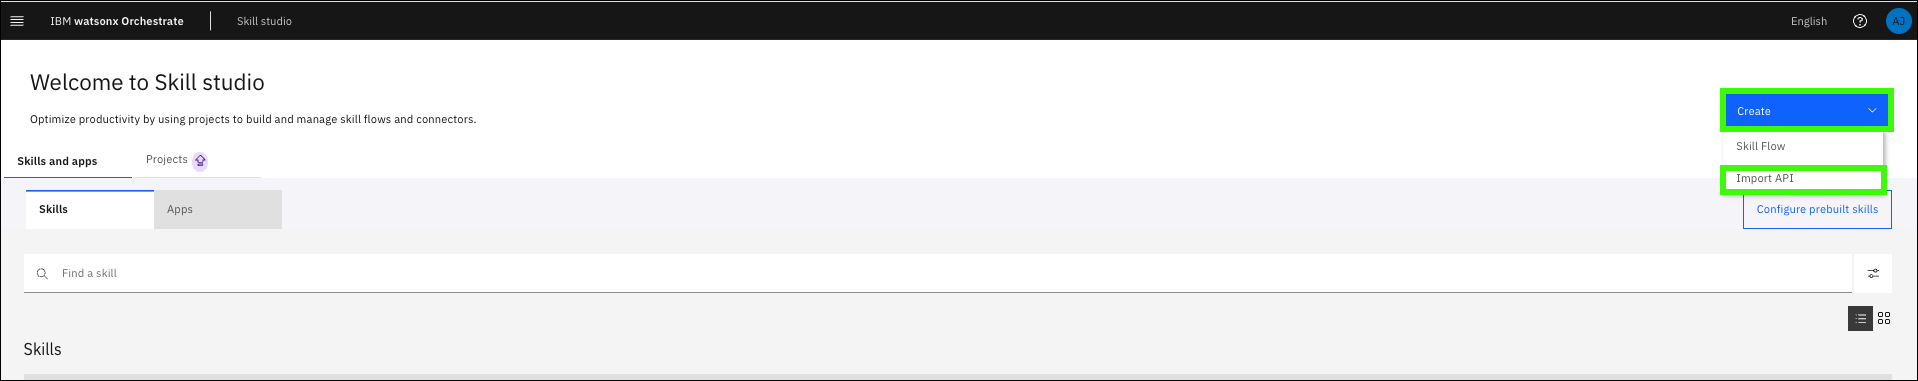 IBM watsonx Orchestrate
Skill studio
English
AJ
Welcome to Skill studio
Optimize productivity by using projects to build and manage skill flows and connectors.
Create
Skill Flow
Import API
Skills and apps
Projects
Skills
Apps
Configure prebuilt skills
Find a skill
Skills